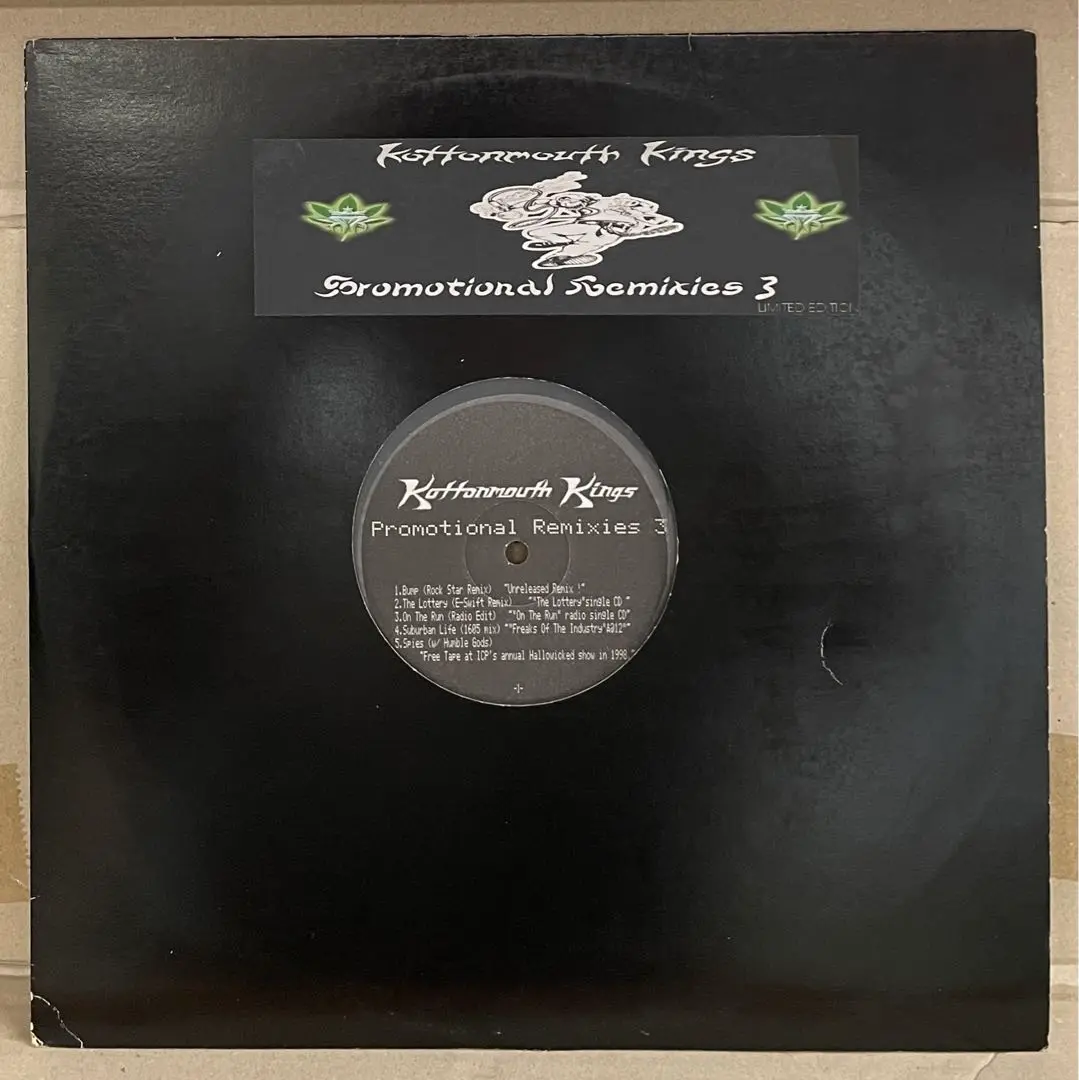 Kottonmouth Kings
Promotional Remixies 3
LIMITED EDITION
Kottonmouth Kings
Promotional Remixies 3
1.Bump (Rock Star Remix) "Unreleased Remix !"
2.The Lottery (E-Swift Remix) ""The Lottery"single CD "
3.On The Run (Radio Edit) ""On The Run" radio single CD"
4.Suburban Life (1605 mix) ""Freaks Of The Industry"A012""
5.Spies (w/ Humble Gods)
"Free Tape at ICP's annual Hallowicked show in 1998."